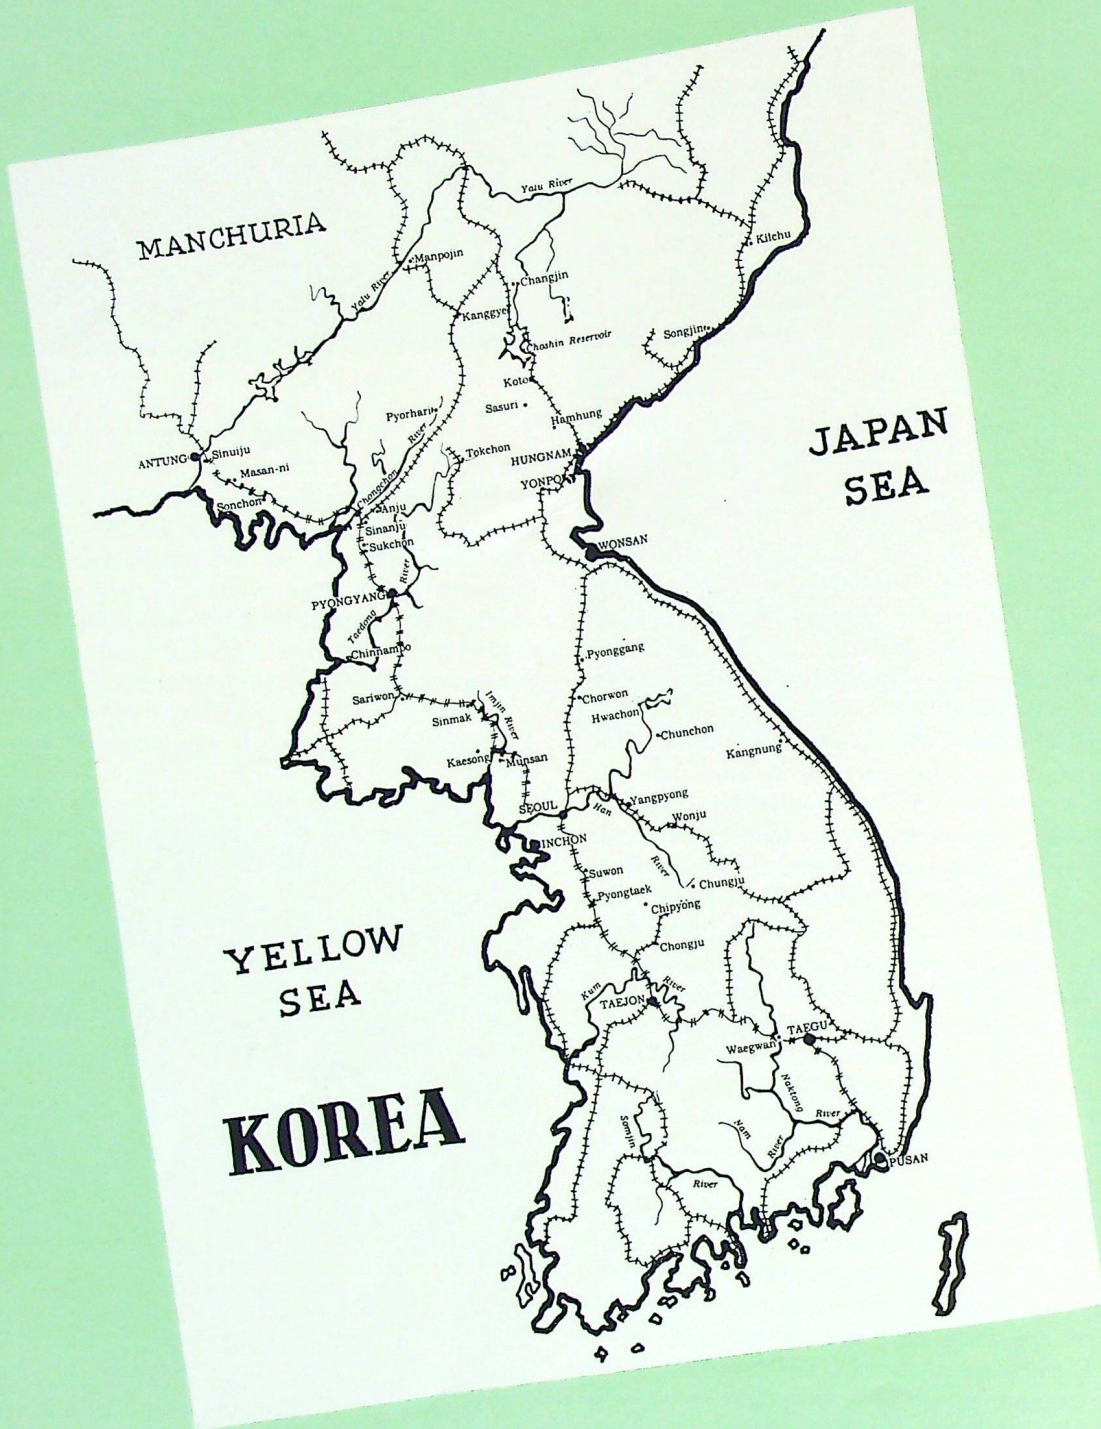 MANCHURIA
Yalu River
Kilchu
Manpojin
Yalu River
Changjin
Kanggye
Songjin
Choshin Reservoir
Koto
Sasuri
Pyorhari
Hamhung
River
ANTUNG
Sinuiju
Tokchon
HUNGNAM
JAPAN
SEA
Masan-ni
YONPO
Chongchon
Sonchon
Anju
Sinanju
Sukchon
WONSAN
River
PYONGYANG
Taedong
Chinnampo
Pyonggang
Sariwon
Imjin River
Chorwon
Sinmak
Hwachon
Chunchon
Kangnung
Kaesong
Munsan
Yangpyong
SEOUL
Han
Wonju
INCHON
River
Suwon
Chungju
Pyongtaek
Chipyong
YELLOW
SEA
Chongju
Kum
River
TAEJON
TAEGU
Waegwan
KOREA
Naktong
River
Somjin
Nam
River
PUSAN
River